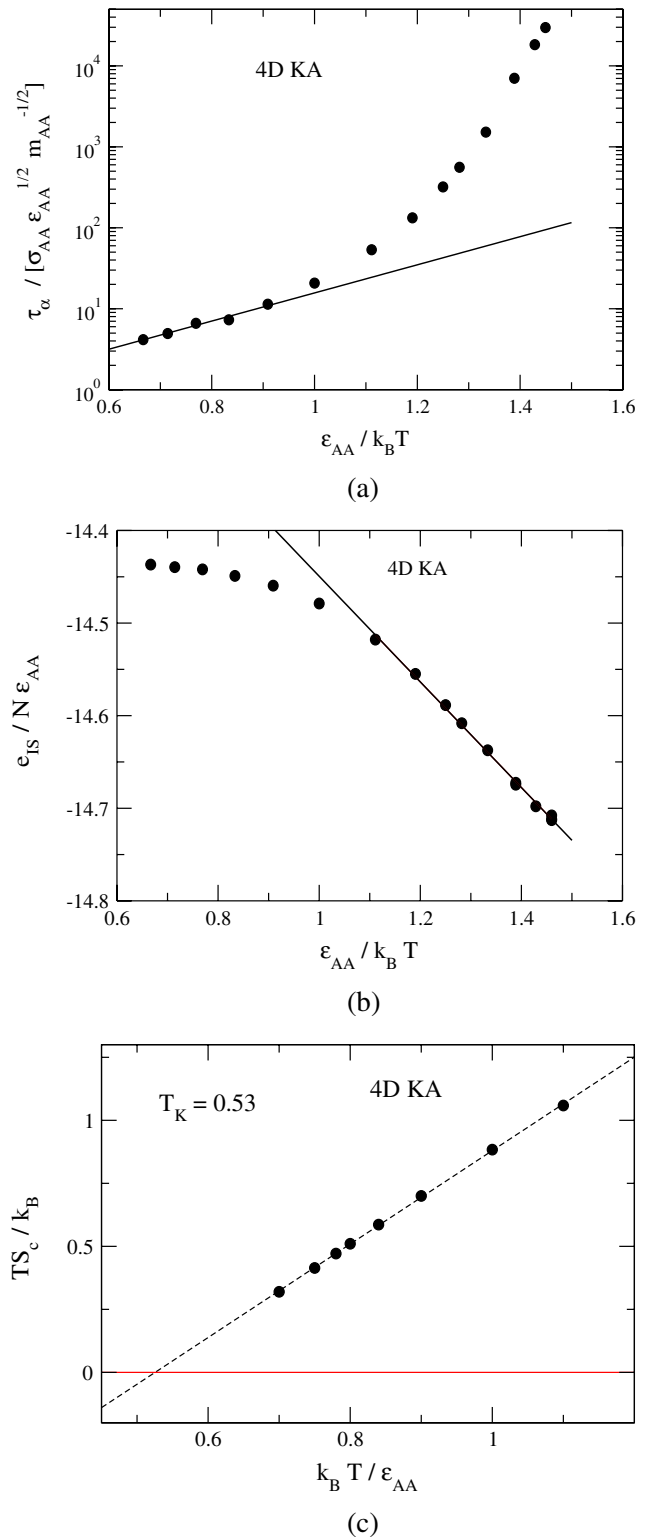 4D KA
τ_α / [σ_AA ε_AA^1/2 m_AA^-1/2]
10^4
10^3
10^2
10^1
10^0
0.6 0.8 1 1.2 1.4 1.6
ε_AA / k_B T
(a)
4D KA
e_IS / N ε_AA
-14.4
-14.5
-14.6
-14.7
-14.8
0.6 0.8 1 1.2 1.4 1.6
ε_AA / k_B T
(b)
T_K = 0.53 4D KA
TS_c / k_B
1
0.5
0
0.6 0.8 1
k_B T / ε_AA
(c)